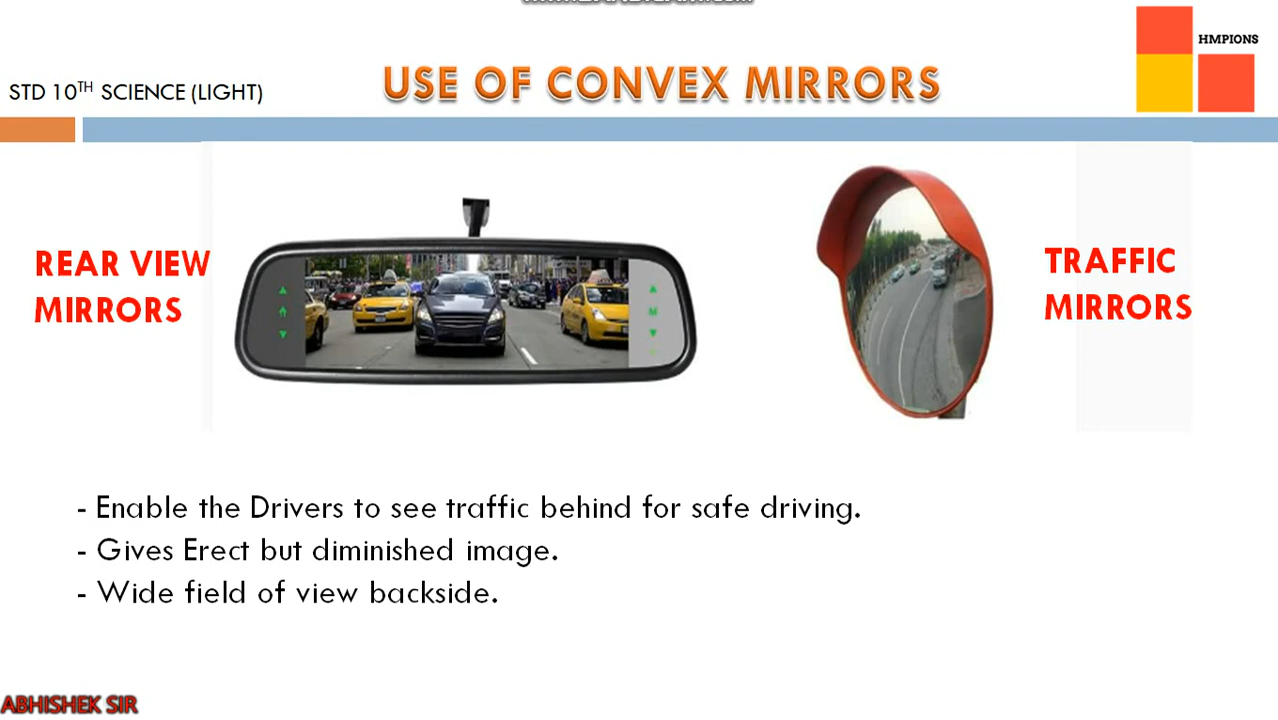 HMPIONS
STD 10TH SCIENCE (LIGHT)
USE OF CONVEX MIRRORS
REAR VIEW
MIRRORS
M
TRAFFIC
MIRRORS
- Enable the Drivers to see traffic behind for safe driving.
- Gives Erect but diminished image.
- Wide field of view backside.
ABHISHEK SIR